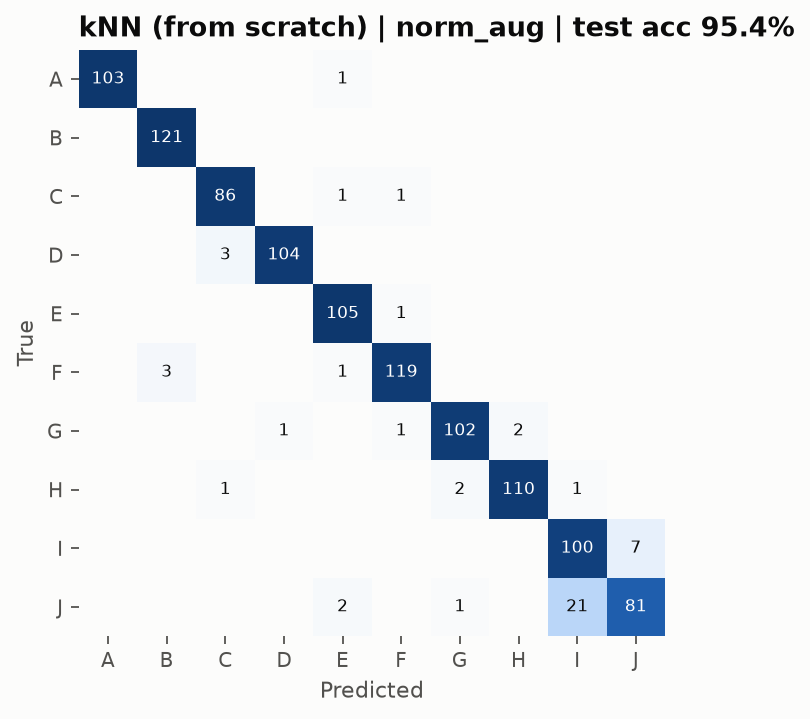 kNN (from scratch) | norm_aug | test acc 95.4%
A 103 1
B 121
C 86 1 1
D 3 104
E 105 1
F 3 1 119
G 1 1 102 2
H 1 2 110 1
I 100 7
J 2 1 21 81
True
A B C D E F G H I J
Predicted